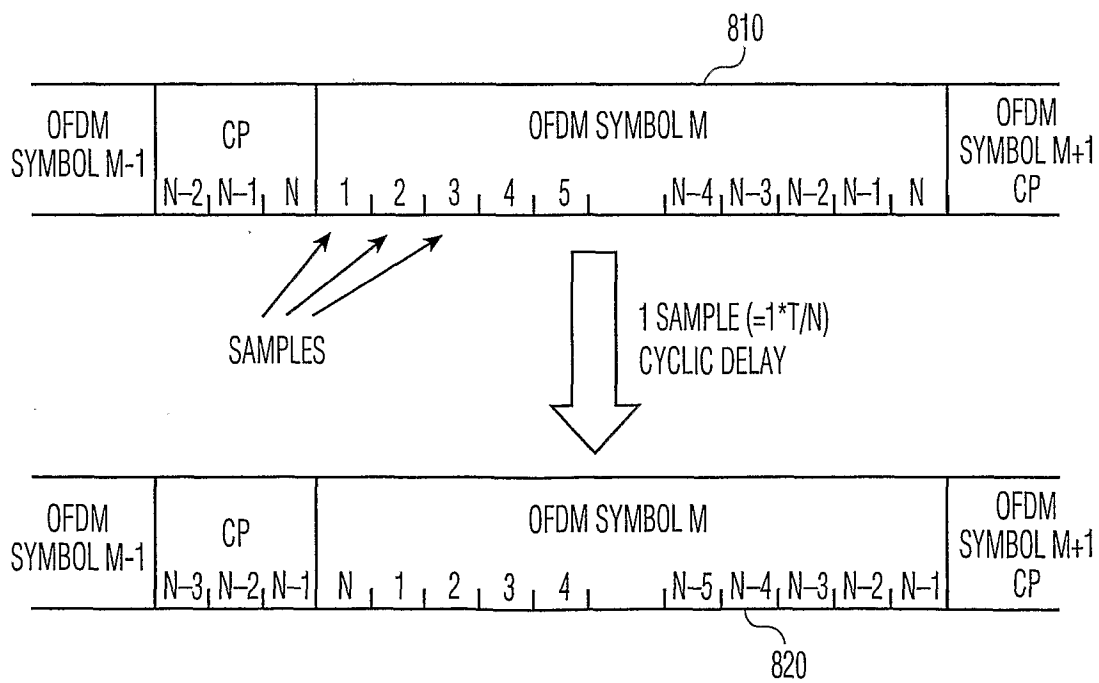 810
OFDM
SYMBOL M-1
CP
OFDM SYMBOL M
OFDM
SYMBOL M+1
CP
N-2 N-1 N 1 2 3 4 5 N-4 N-3 N-2 N-1 N
SAMPLES
1 SAMPLE (=1*T/N)
CYCLIC DELAY
OFDM
SYMBOL M-1
CP
OFDM SYMBOL M
OFDM
SYMBOL M+1
CP
N-3 N-2 N-1 N 1 2 3 4 N-5 N-4 N-3 N-2 N-1
820